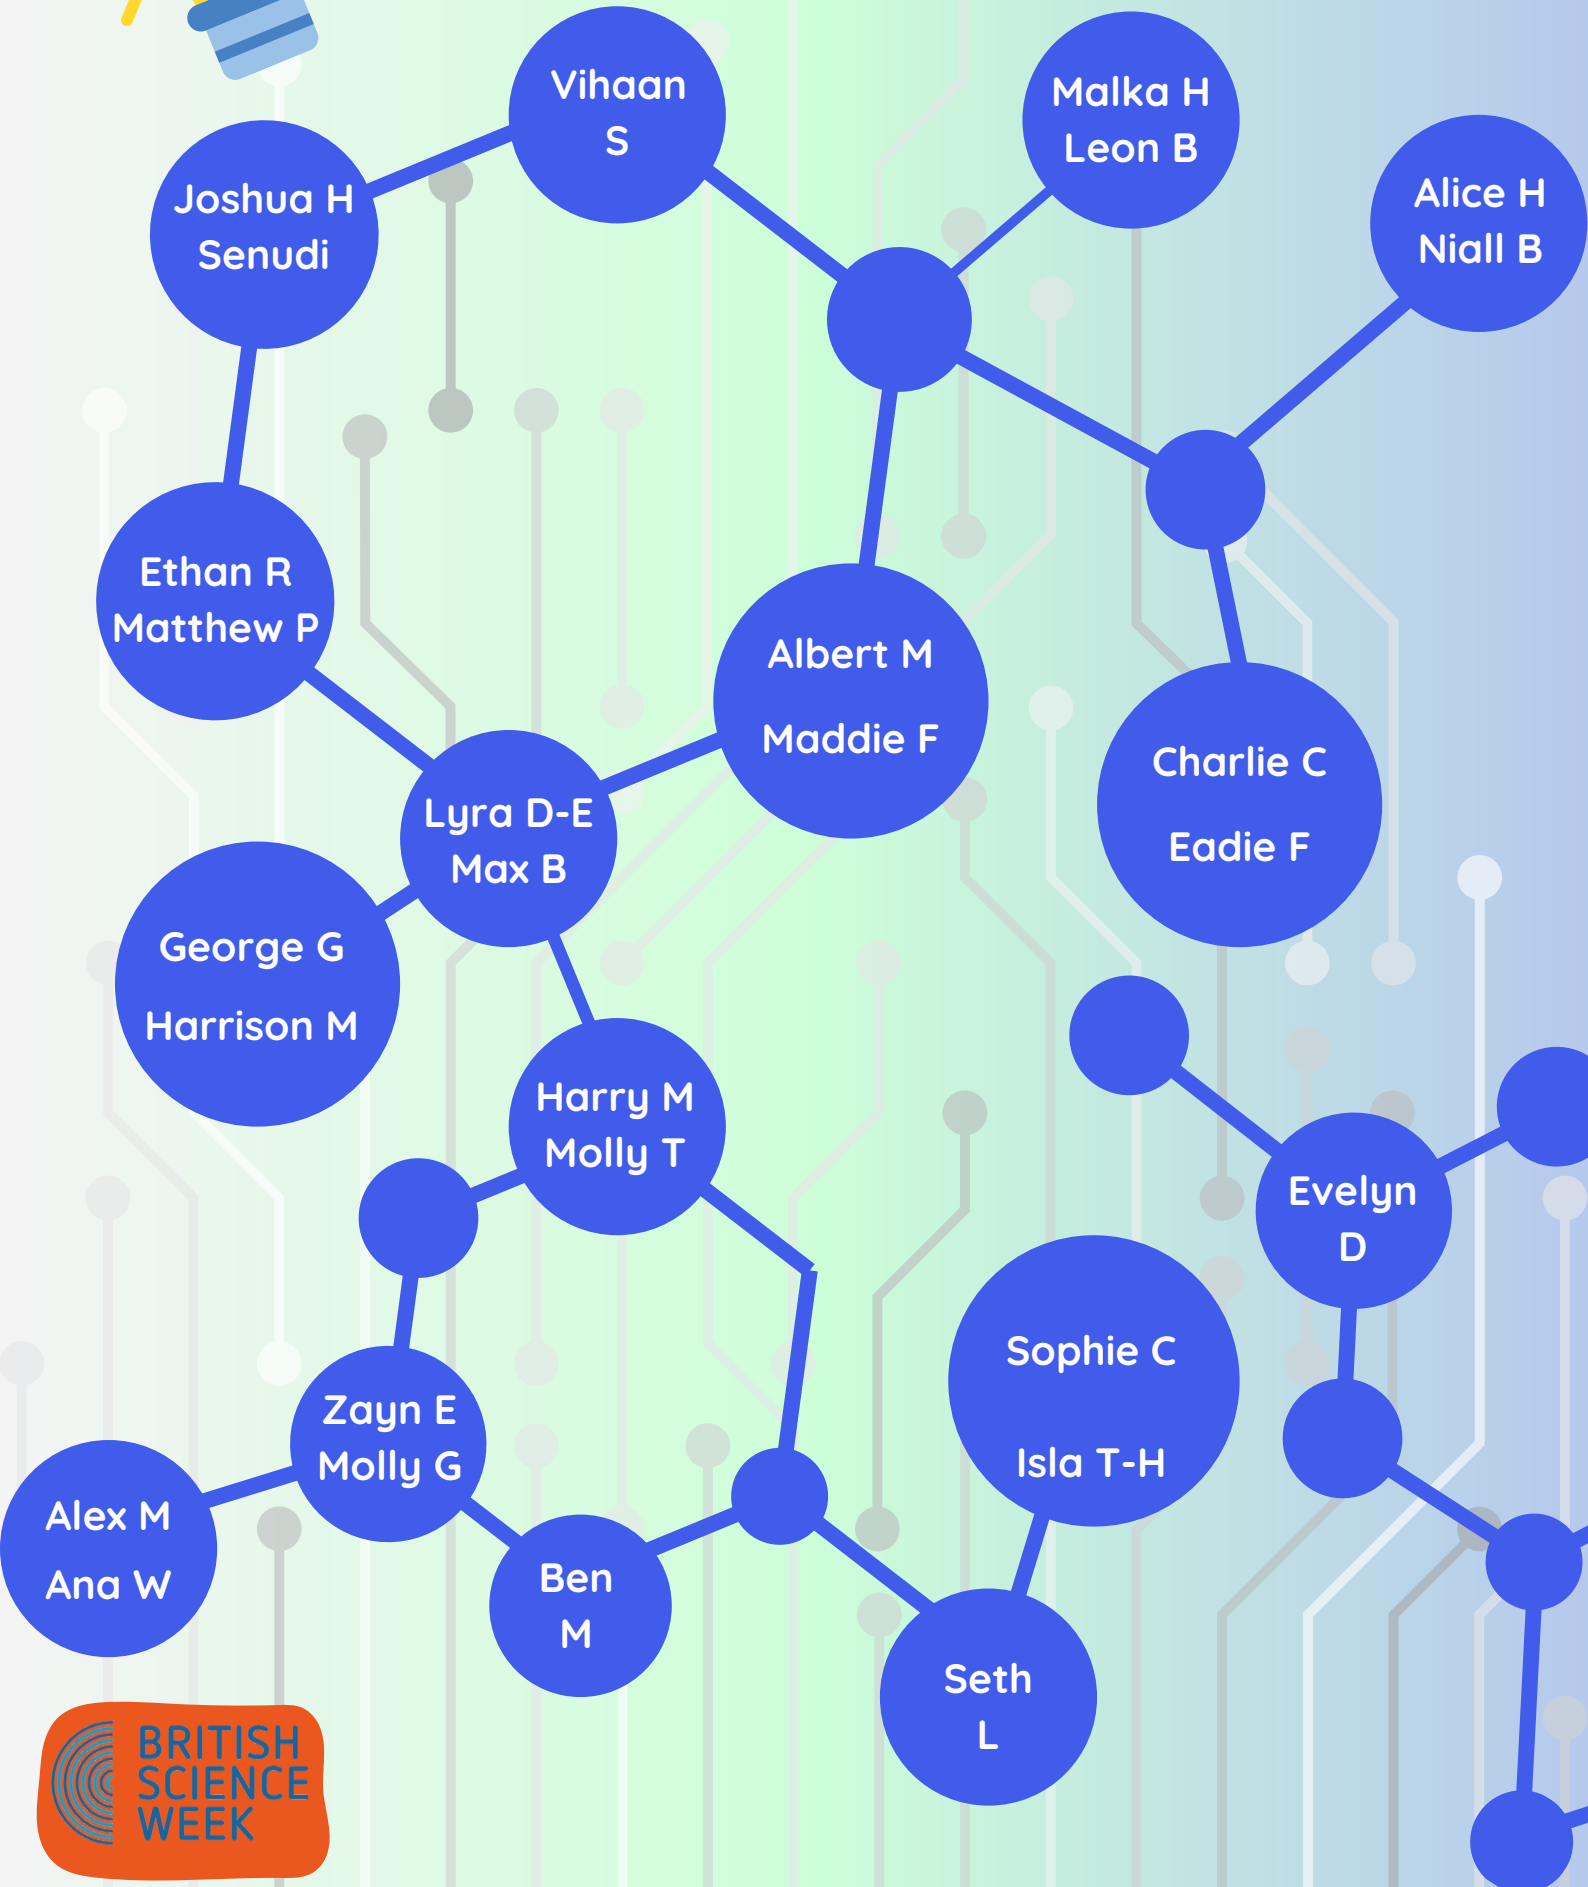 Vihaan
S
Malka H
Leon B
Joshua H
Senudi
Alice H
Niall B
Ethan R
Matthew P
Albert M
Maddie F
Charlie C
Eadie F
Lyra D-E
Max B
George G
Harrison M
Harry M
Molly T
Evelyn
D
Sophie C
Isla T-H
Zayn E
Molly G
Alex M
Ana W
Ben
M
Seth
L
BRITISH
SCIENCE
WEEK